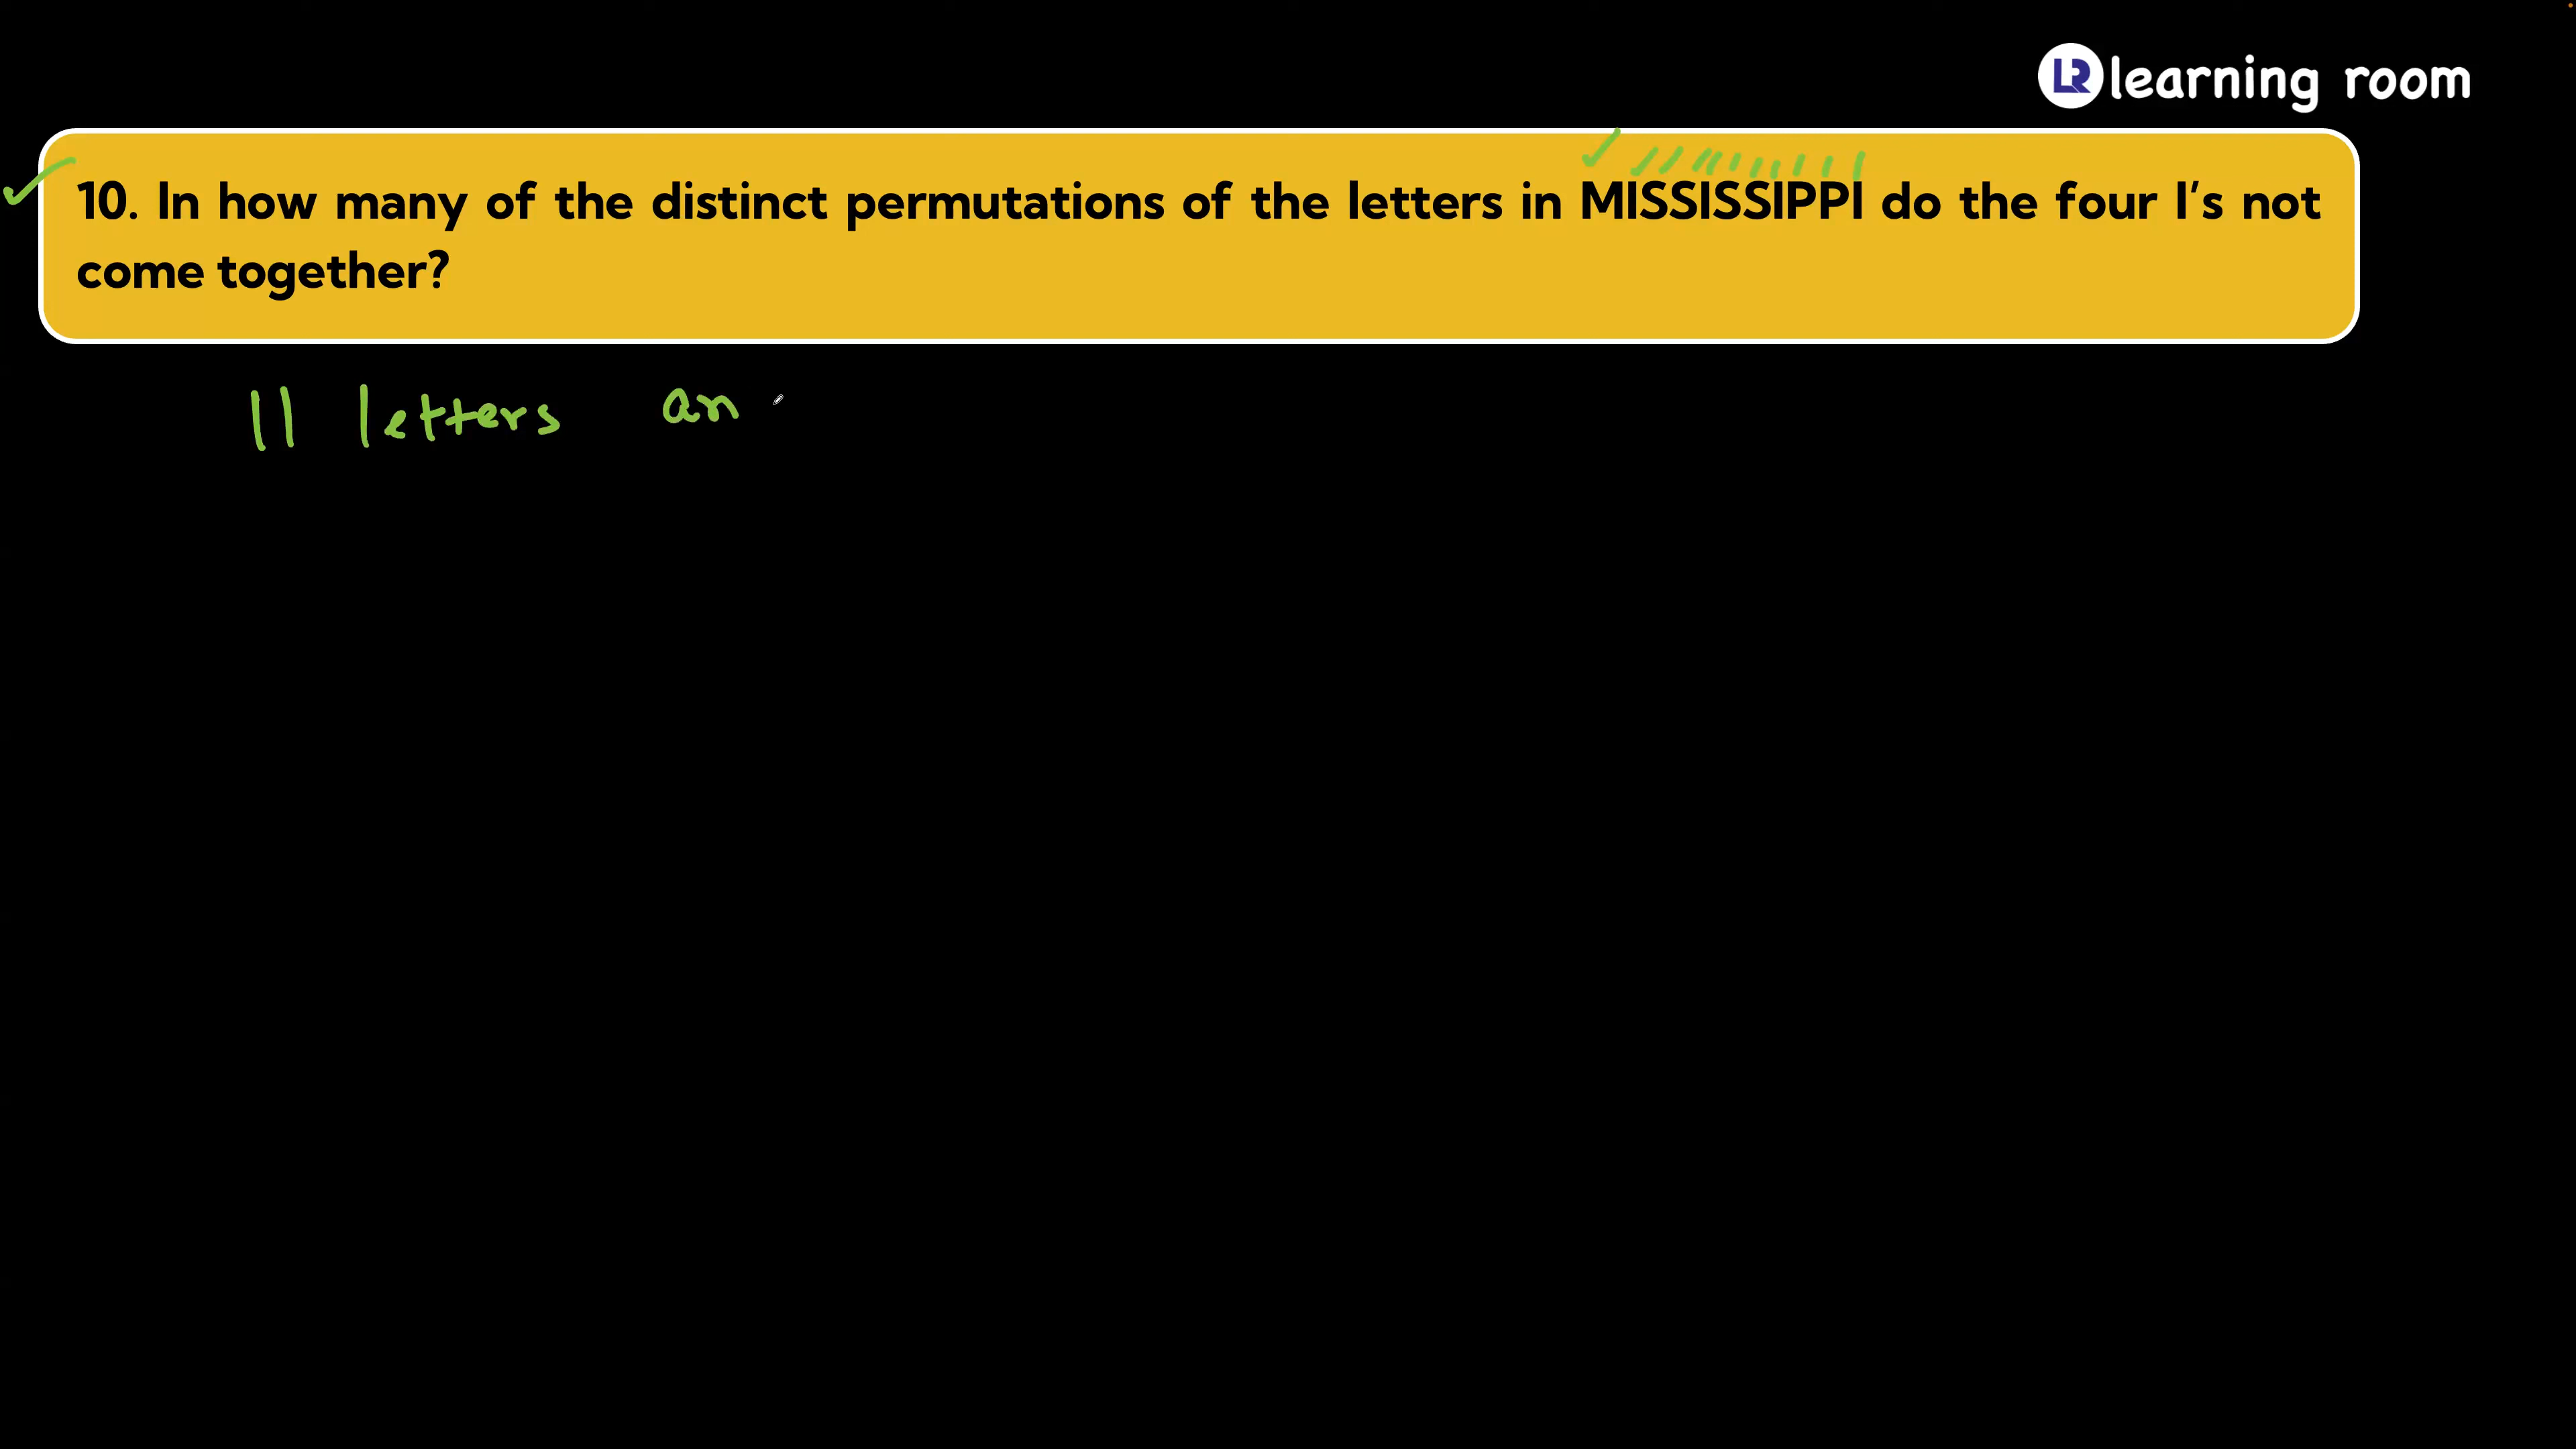 LR learning room
10. In how many of the distinct permutations of the letters in MISSISSIPPI do the four I’s not
come together?
11 letters an